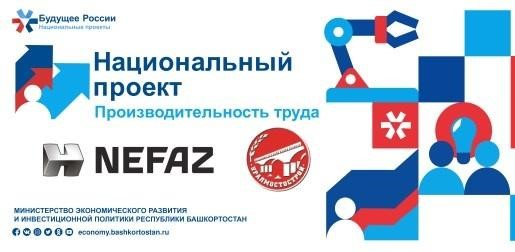 Будущее России
Национальные проекты
Национальный
проект
Производительность труда
NEFAZ
УРАЛМОСТОСТРОЙ
МИНИСТЕРСТВО ЭКОНОМИЧЕСКОГО РАЗВИТИЯ
И ИНВЕСТИЦИОННОЙ ПОЛИТИКИ РЕСПУБЛИКИ БАШКОРТОСТАН
economy.bashkortostan.ru